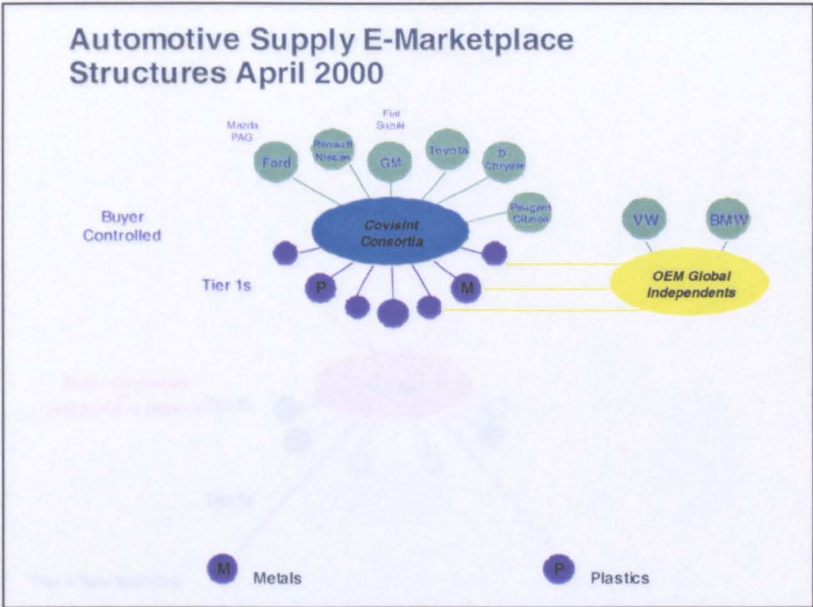 Automotive Supply E-Marketplace
Structures April 2000
Mazda
PAG
Fiat
Suzuki
Ford
Renault
Nissan
GM
Toyota
D-
Chrysler
Peugeot
Citroen
Buyer
Controlled
Covisint
Consortia
VW
BMW
OEM Global
Independents
Tier 1s
P
M
M
Metals
P
Plastics